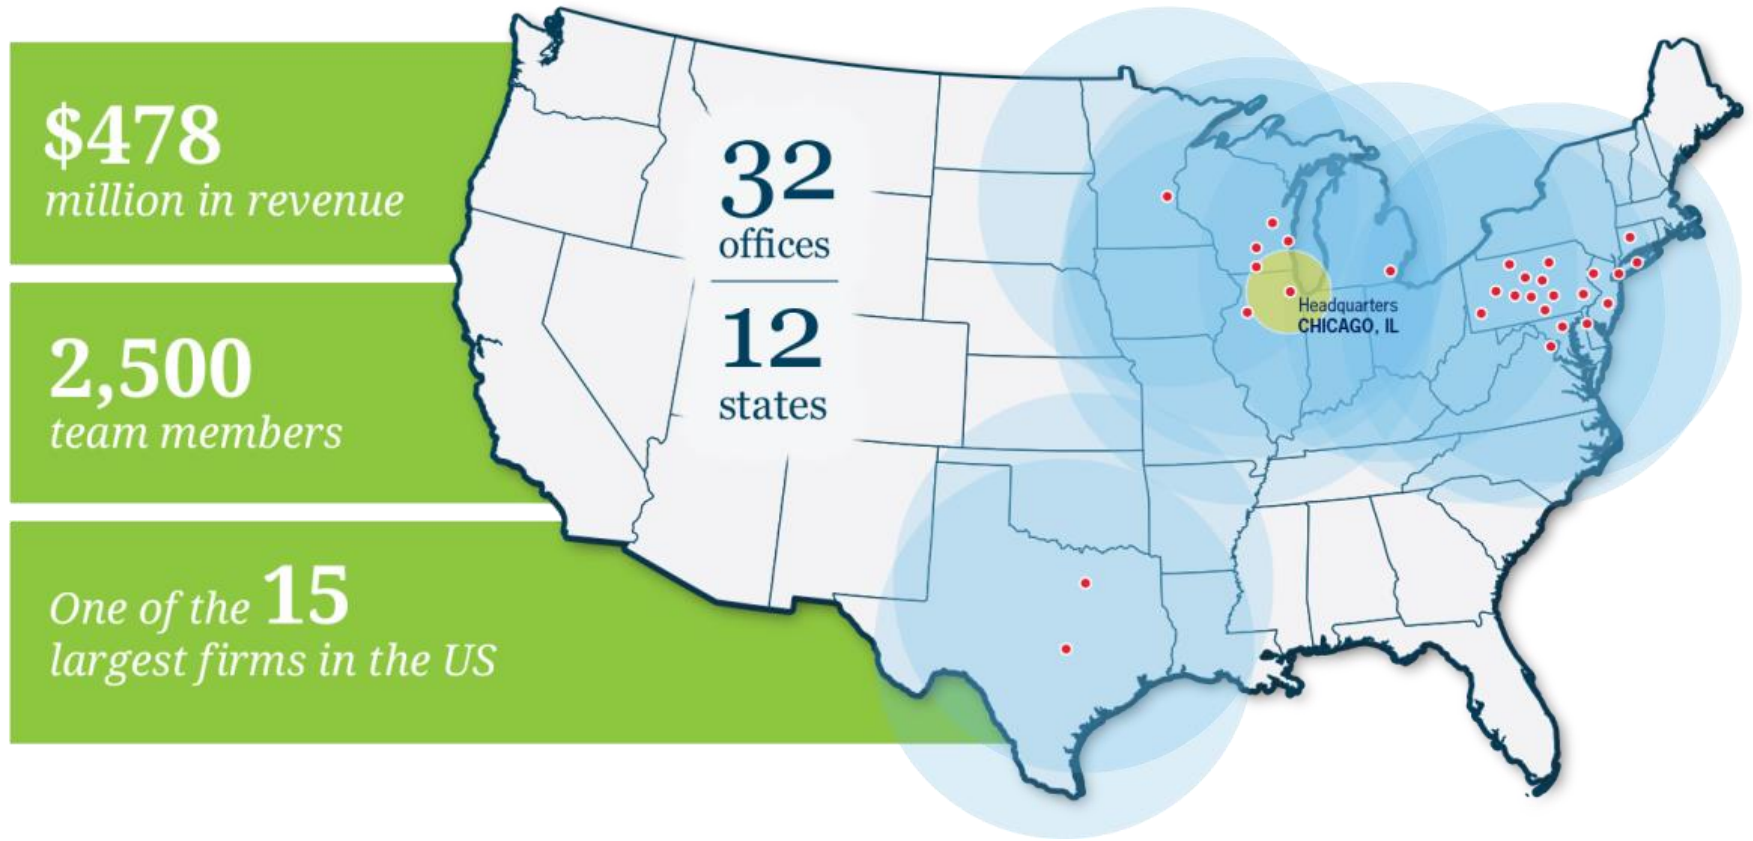 $478
million in revenue
2,500
team members
One of the 15
largest firms in the US
32
offices
12
states
Headquarters
CHICAGO, IL